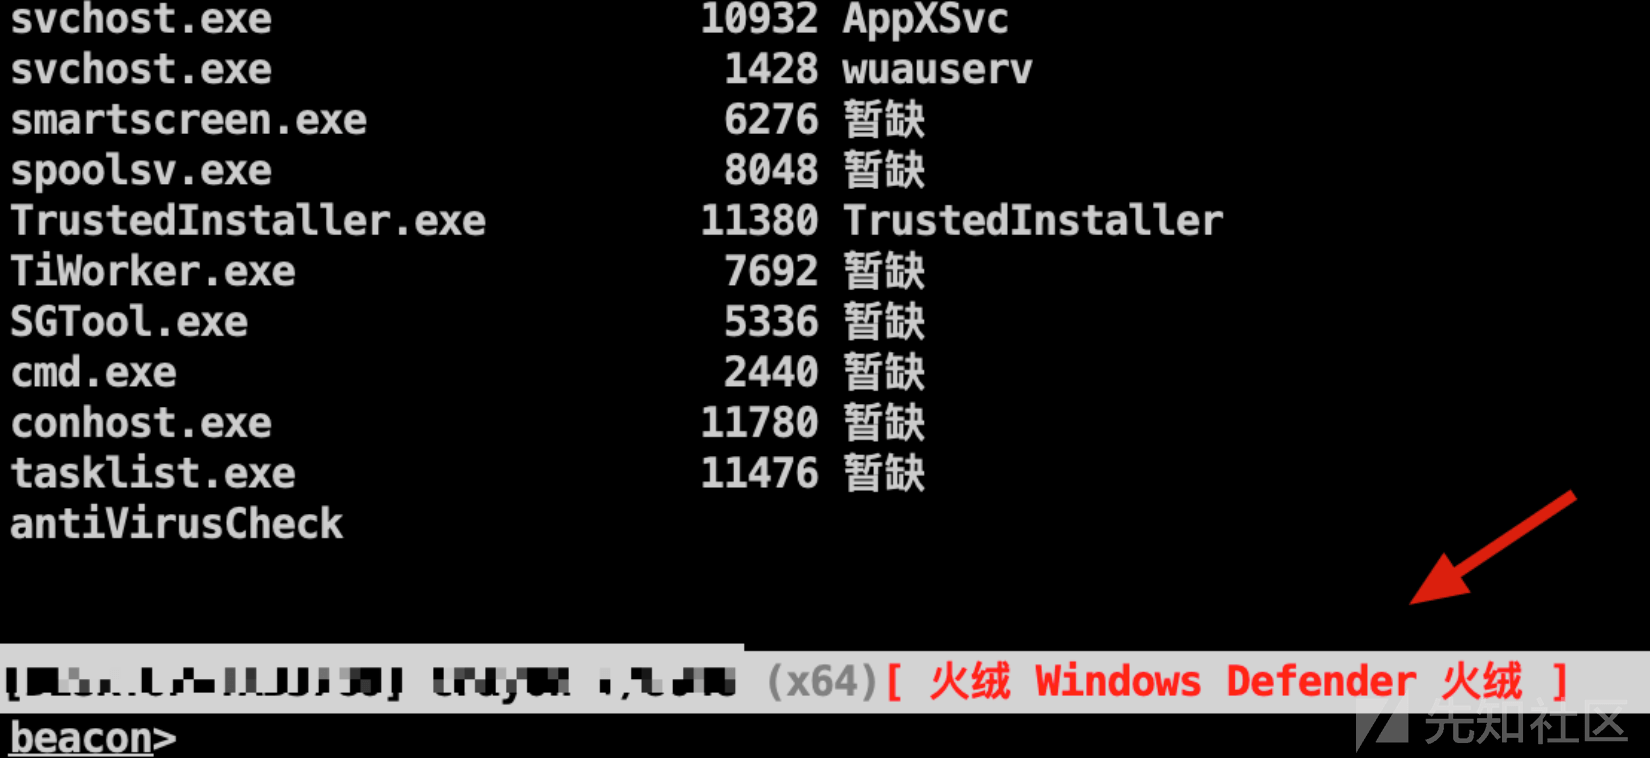 svchost.exe 10932 AppXSvc
svchost.exe 1428 wuauserv
smartscreen.exe 6276 暂缺
spoolsv.exe 8048 暂缺
TrustedInstaller.exe 11380 TrustedInstaller
TiWorker.exe 7692 暂缺
SGTool.exe 5336 暂缺
cmd.exe 2440 暂缺
conhost.exe 11780 暂缺
tasklist.exe 11476 暂缺
antiVirusCheck
(x64)[ 火绒 Windows Defender 火绒 ]
beacon>
先知社区